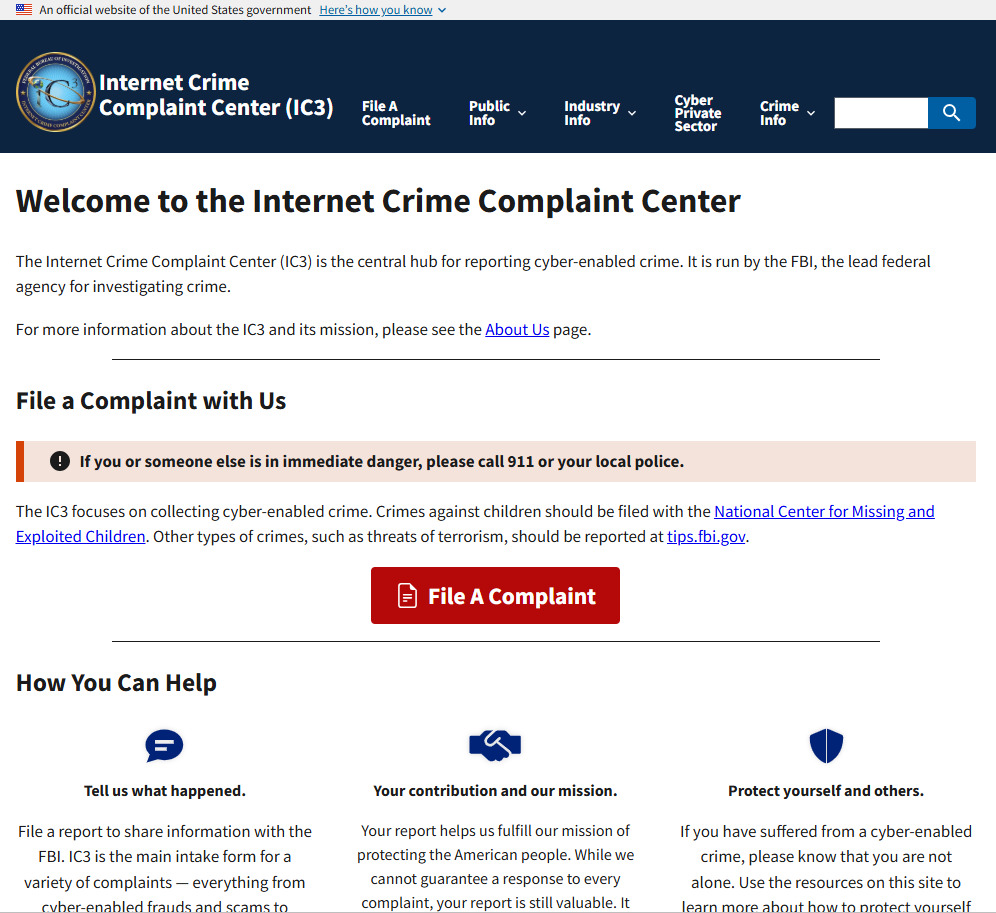 An official website of the United States government Here's how you know
Internet Crime
Complaint Center (IC3)
File A
Complaint
Public
Info
Industry
Info
Cyber
Private
Sector
Crime
Info
Welcome to the Internet Crime Complaint Center
The Internet Crime Complaint Center (IC3) is the central hub for reporting cyber-enabled crime. It is run by the FBI, the lead federal
agency for investigating crime.
For more information about the IC3 and its mission, please see the About Us page.
File a Complaint with Us
If you or someone else is in immediate danger, please call 911 or your local police.
The IC3 focuses on collecting cyber-enabled crime. Crimes against children should be filed with the National Center for Missing and
Exploited Children. Other types of crimes, such as threats of terrorism, should be reported at tips.fbi.gov.
File A Complaint
How You Can Help
Tell us what happened.
File a report to share information with the
FBI. IC3 is the main intake form for a
variety of complaints — everything from
cyber-enabled frauds and scams to
Your contribution and our mission.
Your report helps us fulfill our mission of
protecting the American people. While we
cannot guarantee a response to every
complaint, your report is still valuable. It
Protect yourself and others.
If you have suffered from a cyber-enabled
crime, please know that you are not
alone. Use the resources on this site to
learn more about how to protect yourself